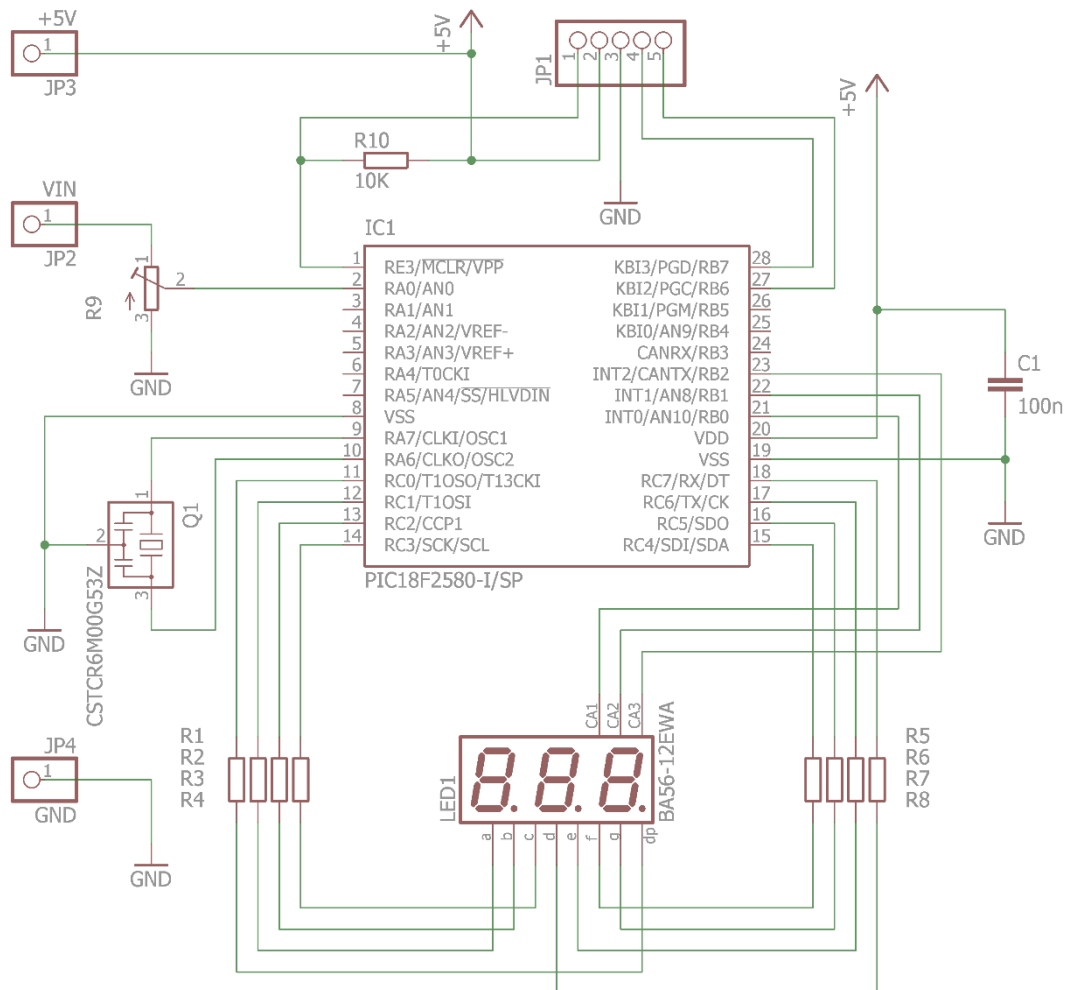 +5V
1
JP3
+5V
JP1
1
2
3
4
5
+5V
R10
10K
GND
VIN
1
JP2
R9
1
2
3
GND
IC1
1
RE3/MCLR/VPP
KBI3/PGD/RB7
28
2
RA0/AN0
KBI2/PGC/RB6
27
3
RA1/AN1
KBI1/PGM/RB5
26
4
RA2/AN2/VREF-
KBI0/AN9/RB4
25
5
RA3/AN3/VREF+
CANRX/RB3
24
6
RA4/T0CKI
INT2/CANTX/RB2
23
7
RA5/AN4/SS/HLVDIN
INT1/AN8/RB1
22
8
VSS
INT0/AN10/RB0
21
9
RA7/CLKI/OSC1
VDD
20
10
RA6/CLKO/OSC2
VSS
19
11
RC0/T1OSO/T13CKI
RC7/RX/DT
18
12
RC1/T1OSI
RC6/TX/CK
17
13
RC2/CCP1
RC5/SDO
16
14
RC3/SCK/SCL
RC4/SDI/SDA
15
PIC18F2580-I/SP
C1
100n
GND
1
2
3
Q1
CSTCR6M00G53Z
GND
R1
R2
R3
R4
JP4
1
GND
GND
CA1
CA2
CA3
LED1
8.8.8.
BA56-12EWA
a
b
c
d
e
f
g
dp
R5
R6
R7
R8